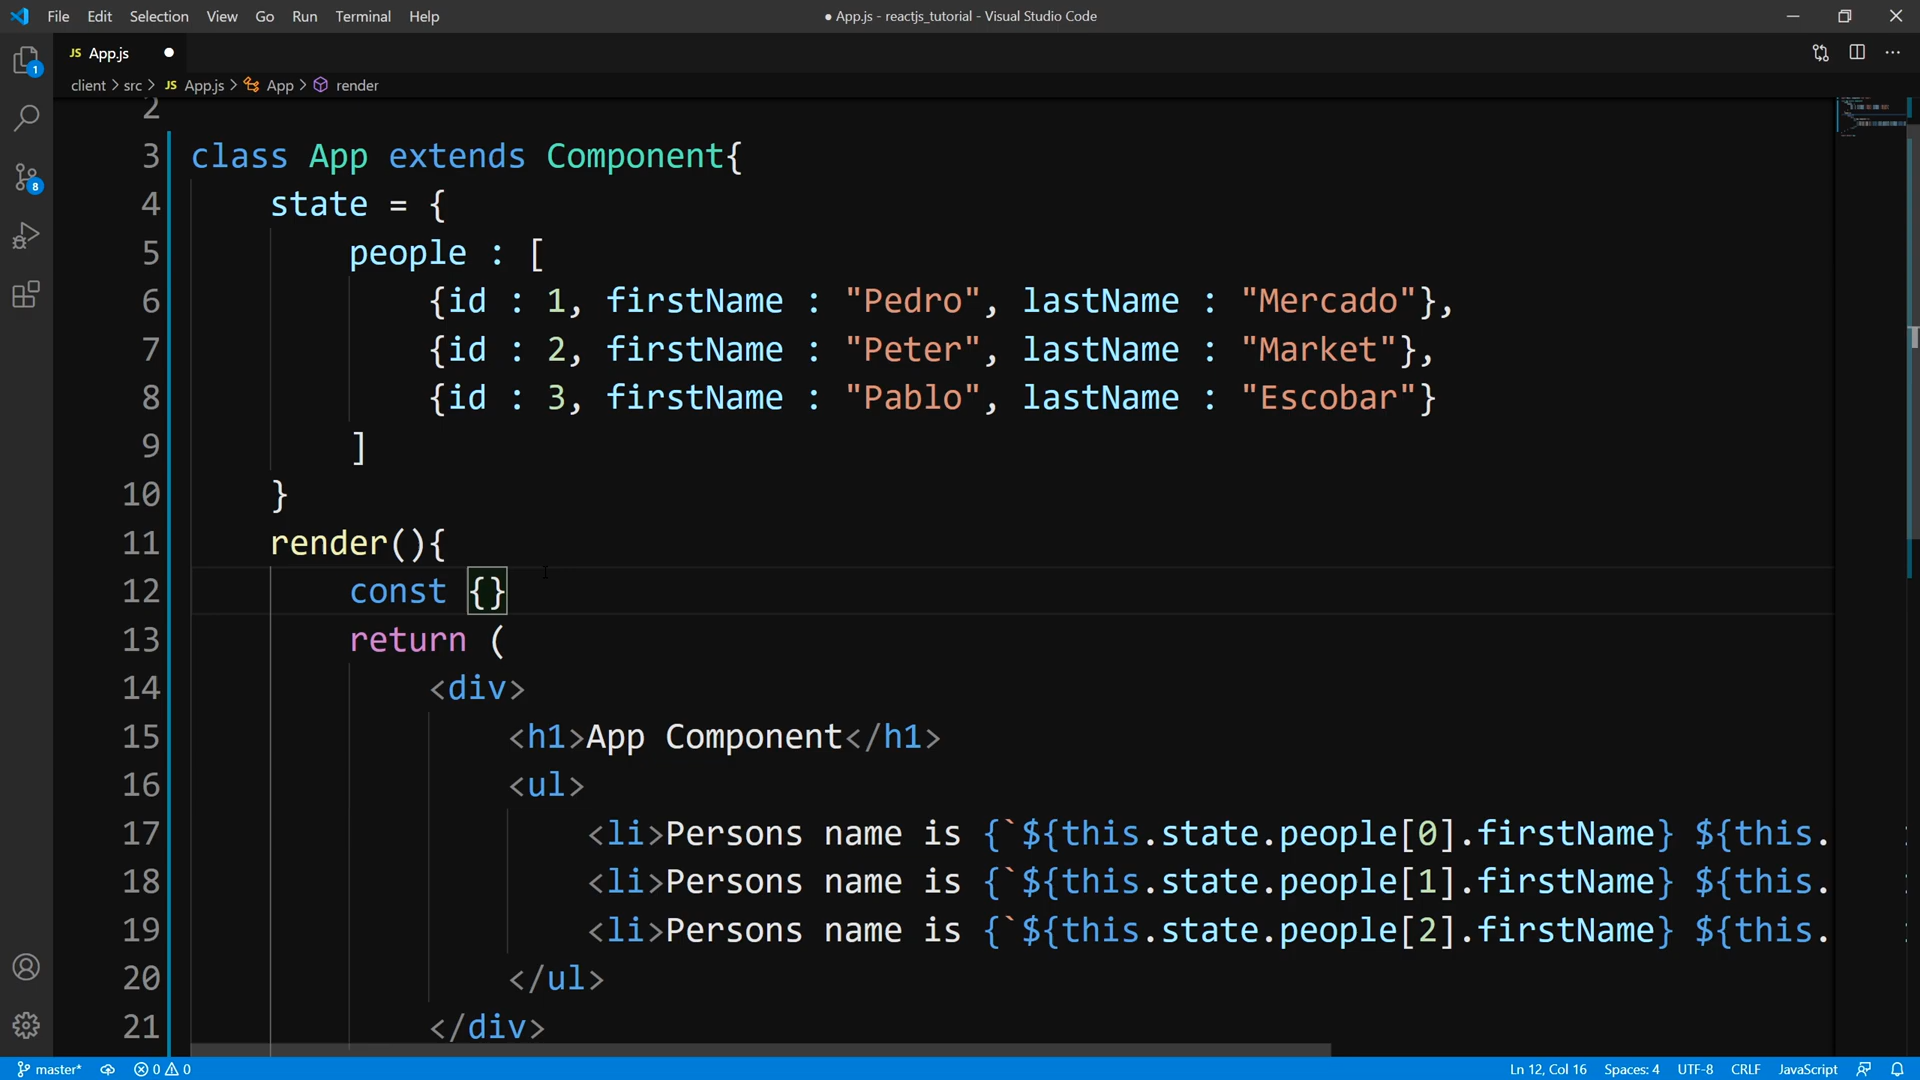 File Edit Selection View Go Run Terminal Help
● App.js - reactjs_tutorial - Visual Studio Code
JS App.js ●
client > src > JS App.js > App > render
2
3 class App extends Component{
4 state = {
5 people : [
6 {id : 1, firstName : "Pedro", lastName : "Mercado"},
7 {id : 2, firstName : "Peter", lastName : "Market"},
8 {id : 3, firstName : "Pablo", lastName : "Escobar"}
9 ]
10 }
11 render(){
12 const {}
13 return (
14 <div>
15 <h1>App Component</h1>
16 <ul>
17 <li>Persons name is {`${this.state.people[0].firstName} ${this.
18 <li>Persons name is {`${this.state.people[1].firstName} ${this.
19 <li>Persons name is {`${this.state.people[2].firstName} ${this.
20 </ul>
21 </div>
1
8
master* 0 0 Ln 12, Col 16 Spaces: 4 UTF-8 CRLF JavaScript